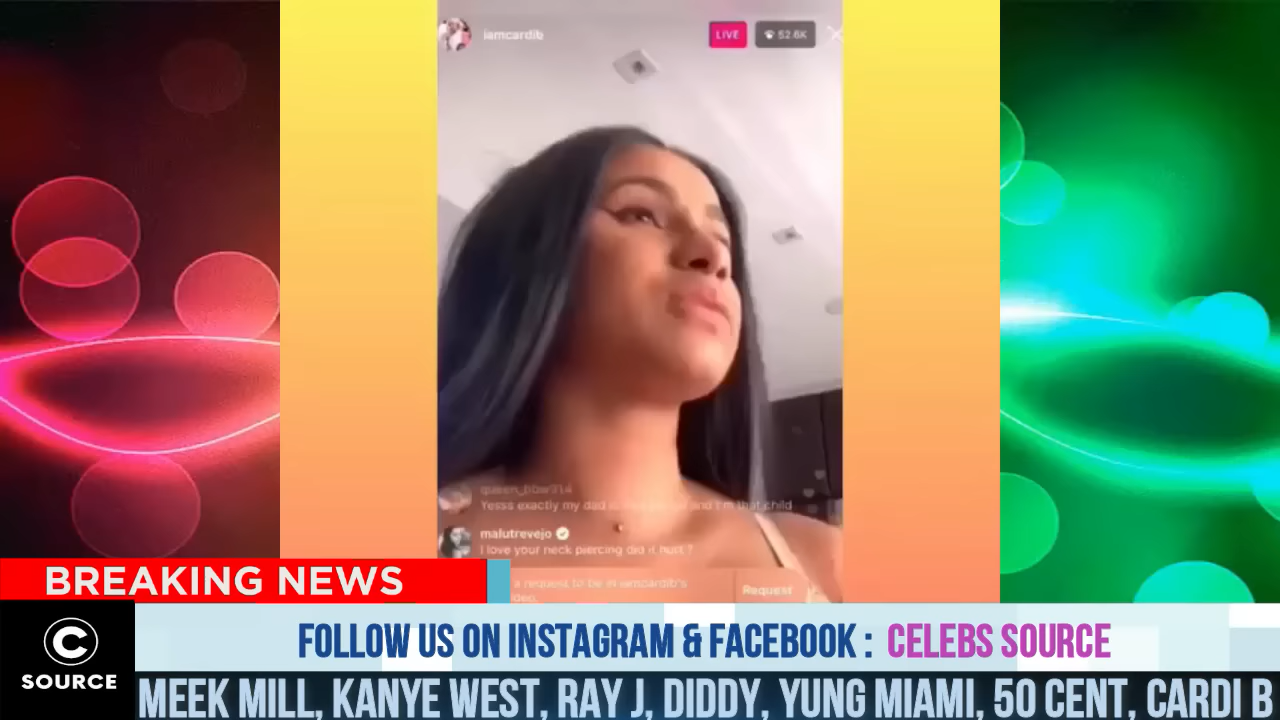 iamcardib
LIVE
52.6K
queen_bbw314
Yesss exactly my dad and I'm that child
malutrevejo
I love your neck piercing did it hurt ?
a request to be in iamcardib's
Request
BREAKING NEWS
C
SOURCE
FOLLOW US ON INSTAGRAM & FACEBOOK : CELEBS SOURCE
MEEK MILL, KANYE WEST, RAY J, DIDDY, YUNG MIAMI, 50 CENT, CARDI B